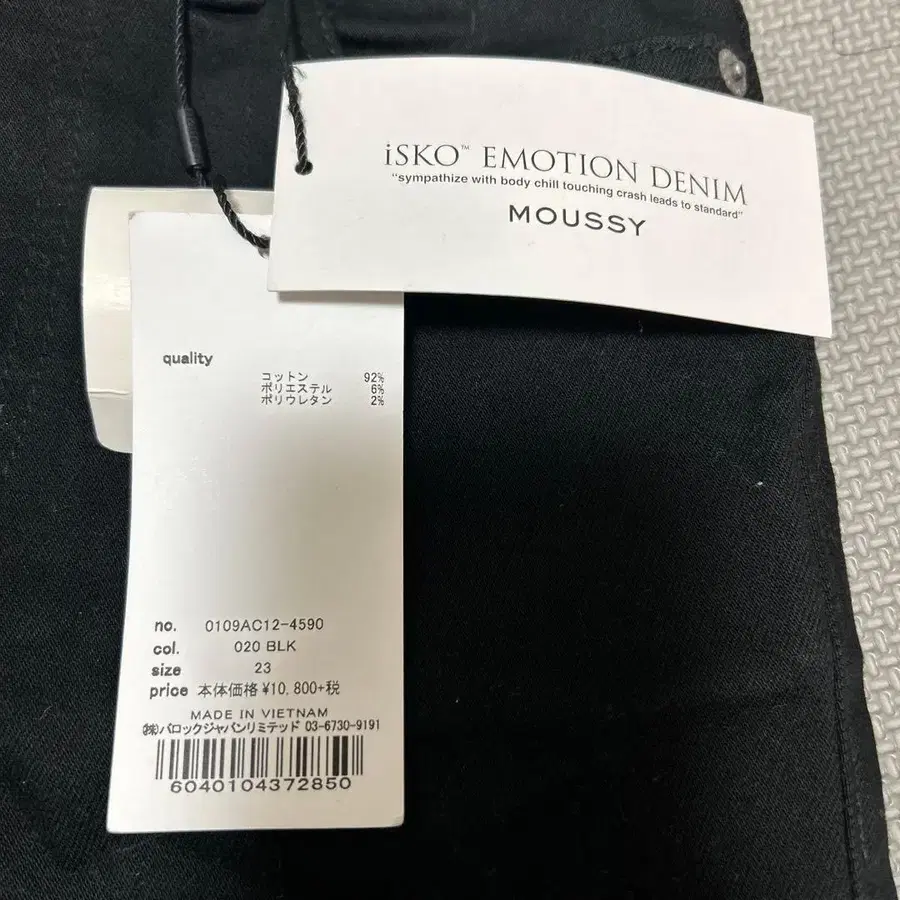 iSKO™ EMOTION DENIM
"sympathize with body chill touching crash leads to standard"
MOUSSY
quality
コットン 92%
ポリエステル 6%
ポリウレタン 2%
no. 0109AC12-4590
col. 020 BLK
size 23
price 本体価格 ¥10,800+税
MADE IN VIETNAM
(株)バロックジャパンリミテッド 03-6730-9191
6040104372850